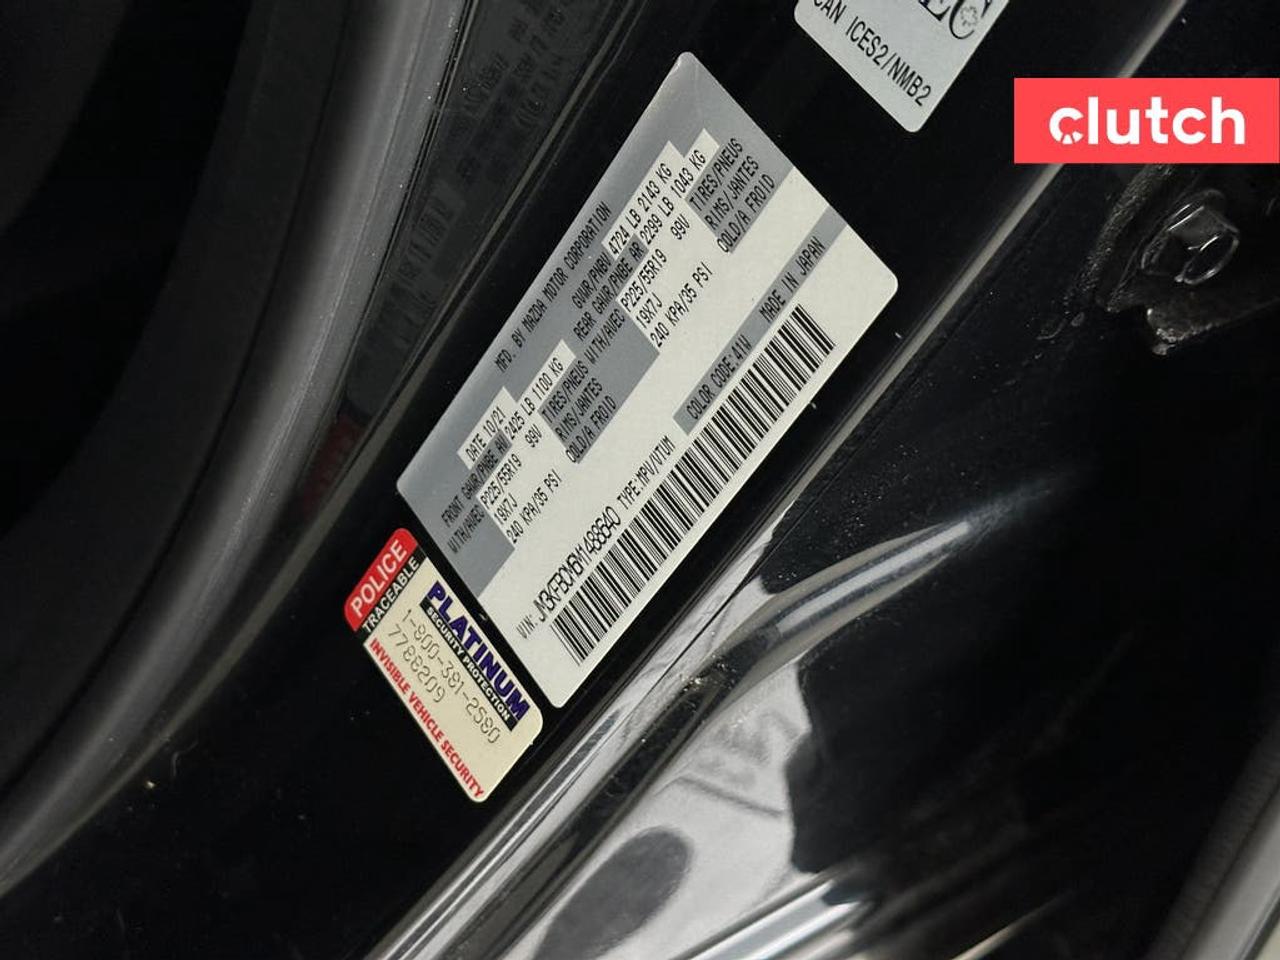 CAN ICES2/NMB2
clutch
MFD. BY MAZDA MOTOR CORPORATION
DATE 10/21 GVWR/PNBV 4724 LB 2143 KG
FRONT GAWR/PNBE AV 2425 LB 1100 KG REAR GAWR/PNBE AR 2299 LB 1043 KG
WITH/AVEC P225/55R19 99V TIRES/PNEUS WITH/AVEC P225/55R19 99V TIRES/PNEUS
19X7J RIMS/JANTES 19X7J RIMS/JANTES
240 KPA/35 PSI COLD/A FROID 240 KPA/35 PSI COLD/A FROID
COLOR CODE:41W MADE IN JAPAN
VIN: TYPE:MPV/VTUM
POLICE
TRACEABLE
PLATINUM
SECURITY PROTECTION
1-800-381-2580
7788209
INVISIBLE VEHICLE SECURITY